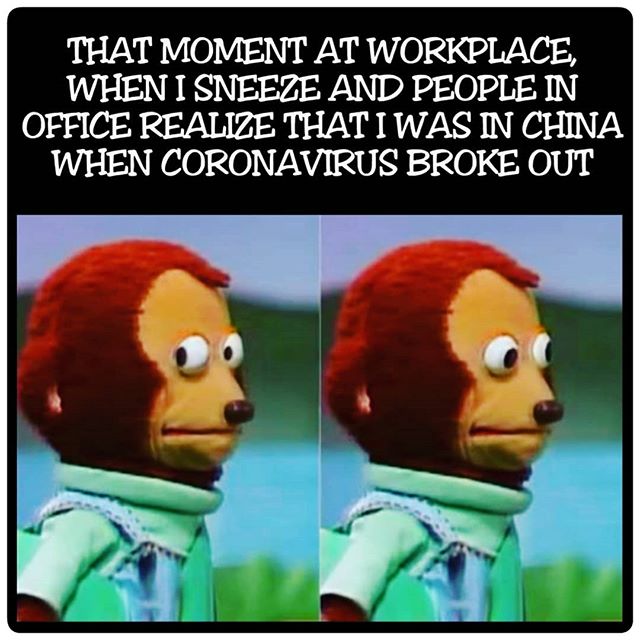 THAT MOMENT AT WORKPLACE,
WHEN I SNEEZE AND PEOPLE IN
OFFICE REALIZE THAT I WAS IN CHINA
WHEN CORONAVIRUS BROKE OUT